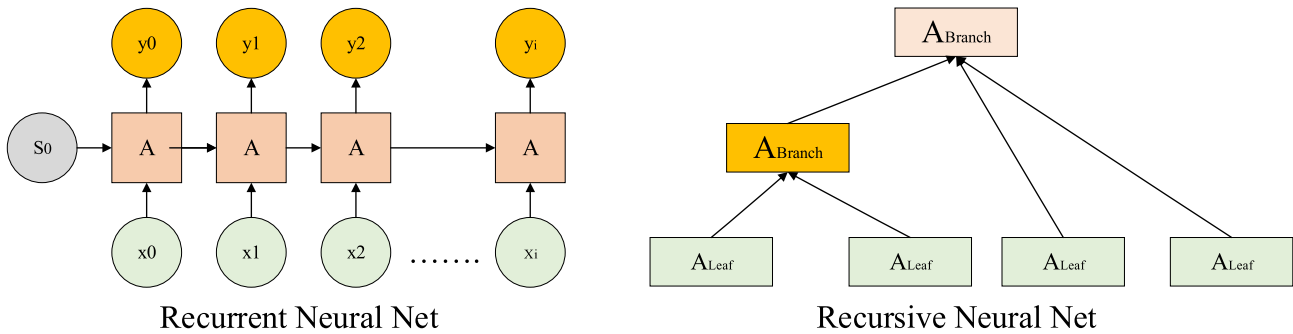 y0 y1 y2 yi
S0 A A A A
x0 x1 x2 ....... xi
Recurrent Neural Net
ABranch
ABranch
ALeaf ALeaf ALeaf ALeaf
Recursive Neural Net